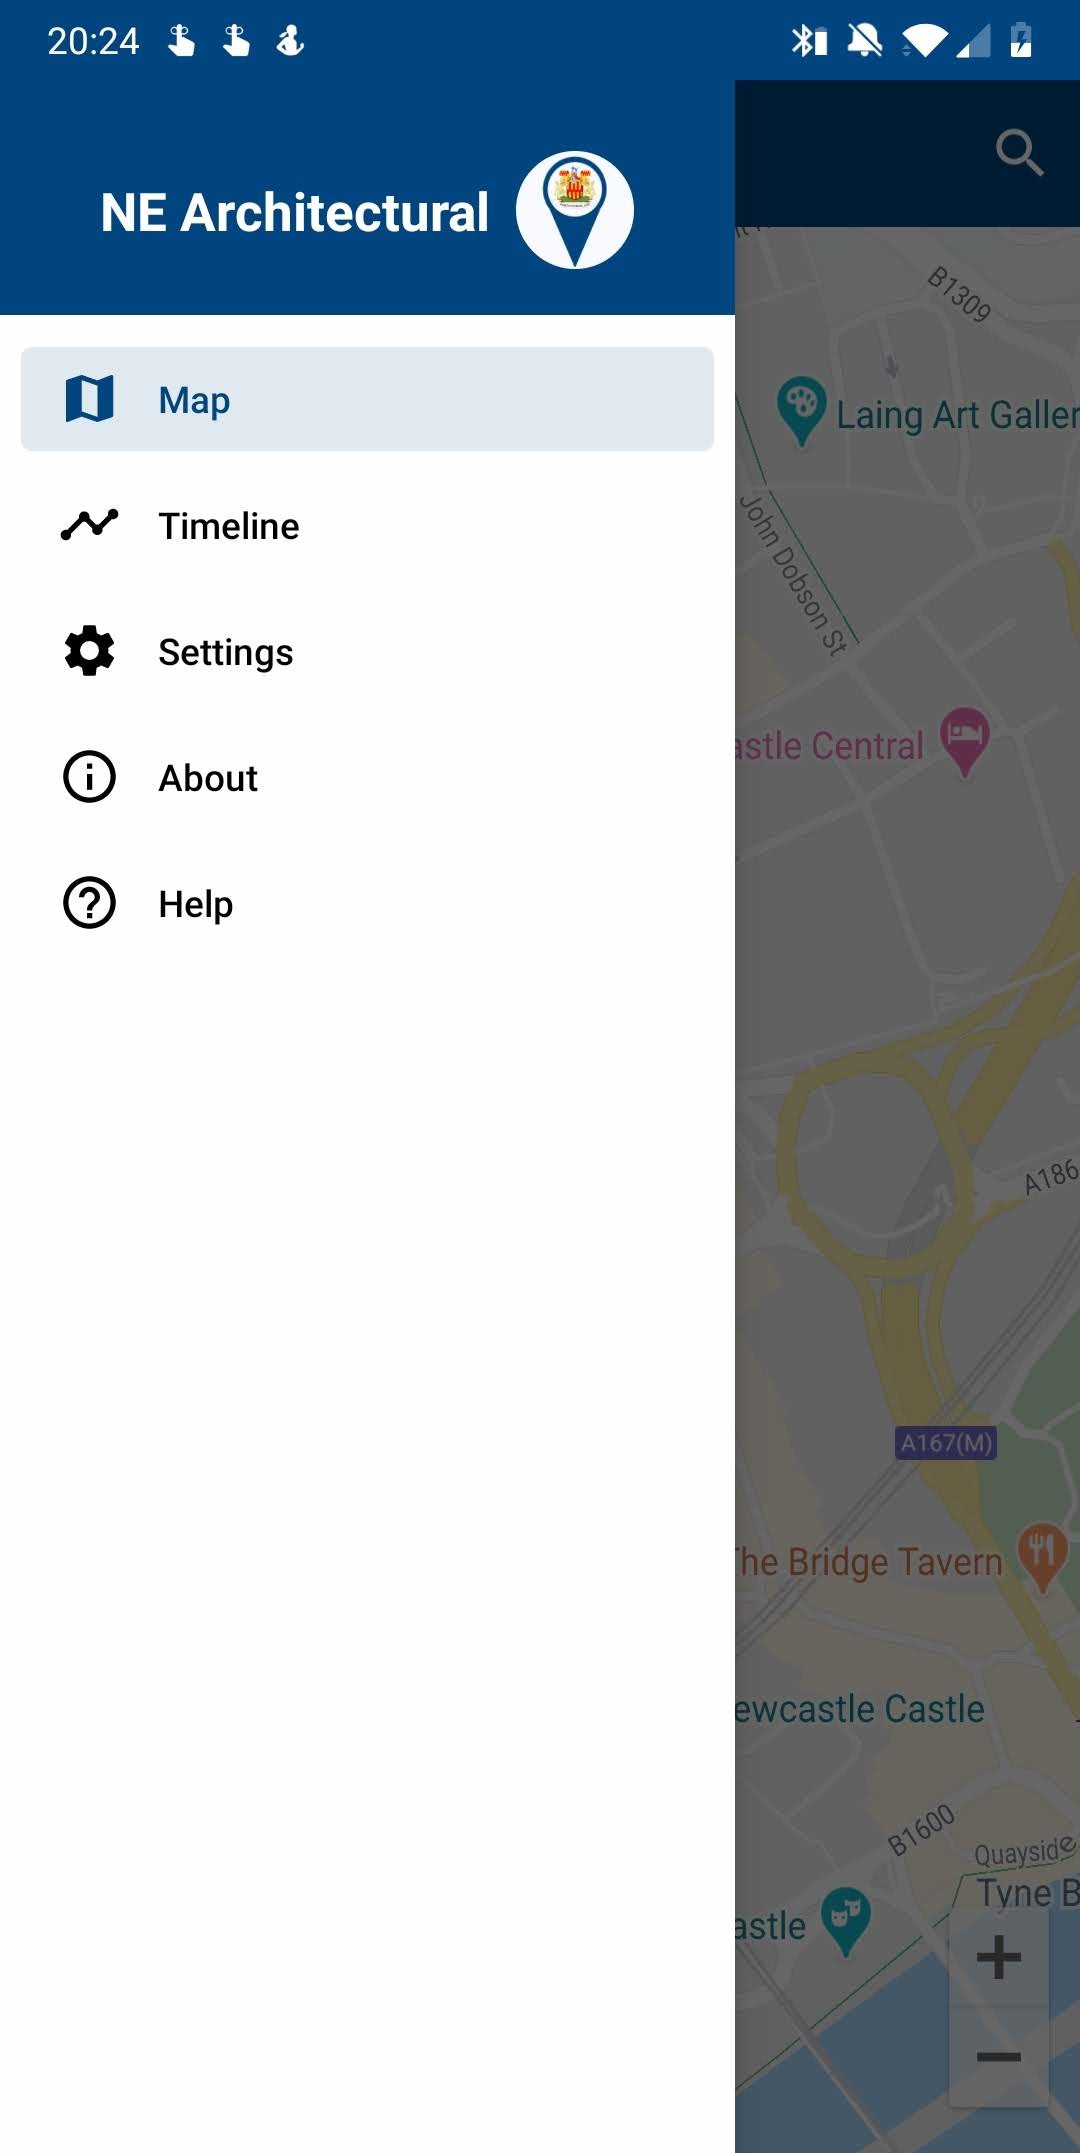 20:24
NE Architectural
Map
Timeline
Settings
About
Help
B1309
Laing Art Galler
John Dobson St
astle Central
A186
A167(M)
The Bridge Tavern
ewcastle Castle
B1600
Quayside
Tyne B
astle